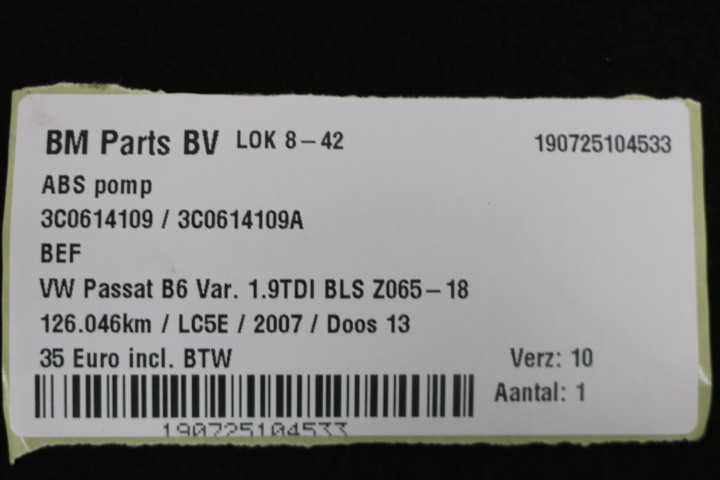 BM Parts BV LOK 8-42 190725104533
ABS pomp
3C0614109 / 3C0614109A
BEF
VW Passat B6 Var. 1.9TDI BLS Z065-18
126.046km / LC5E / 2007 / Doos 13
35 Euro incl. BTW Verz: 10
Aantal: 1
190725104533